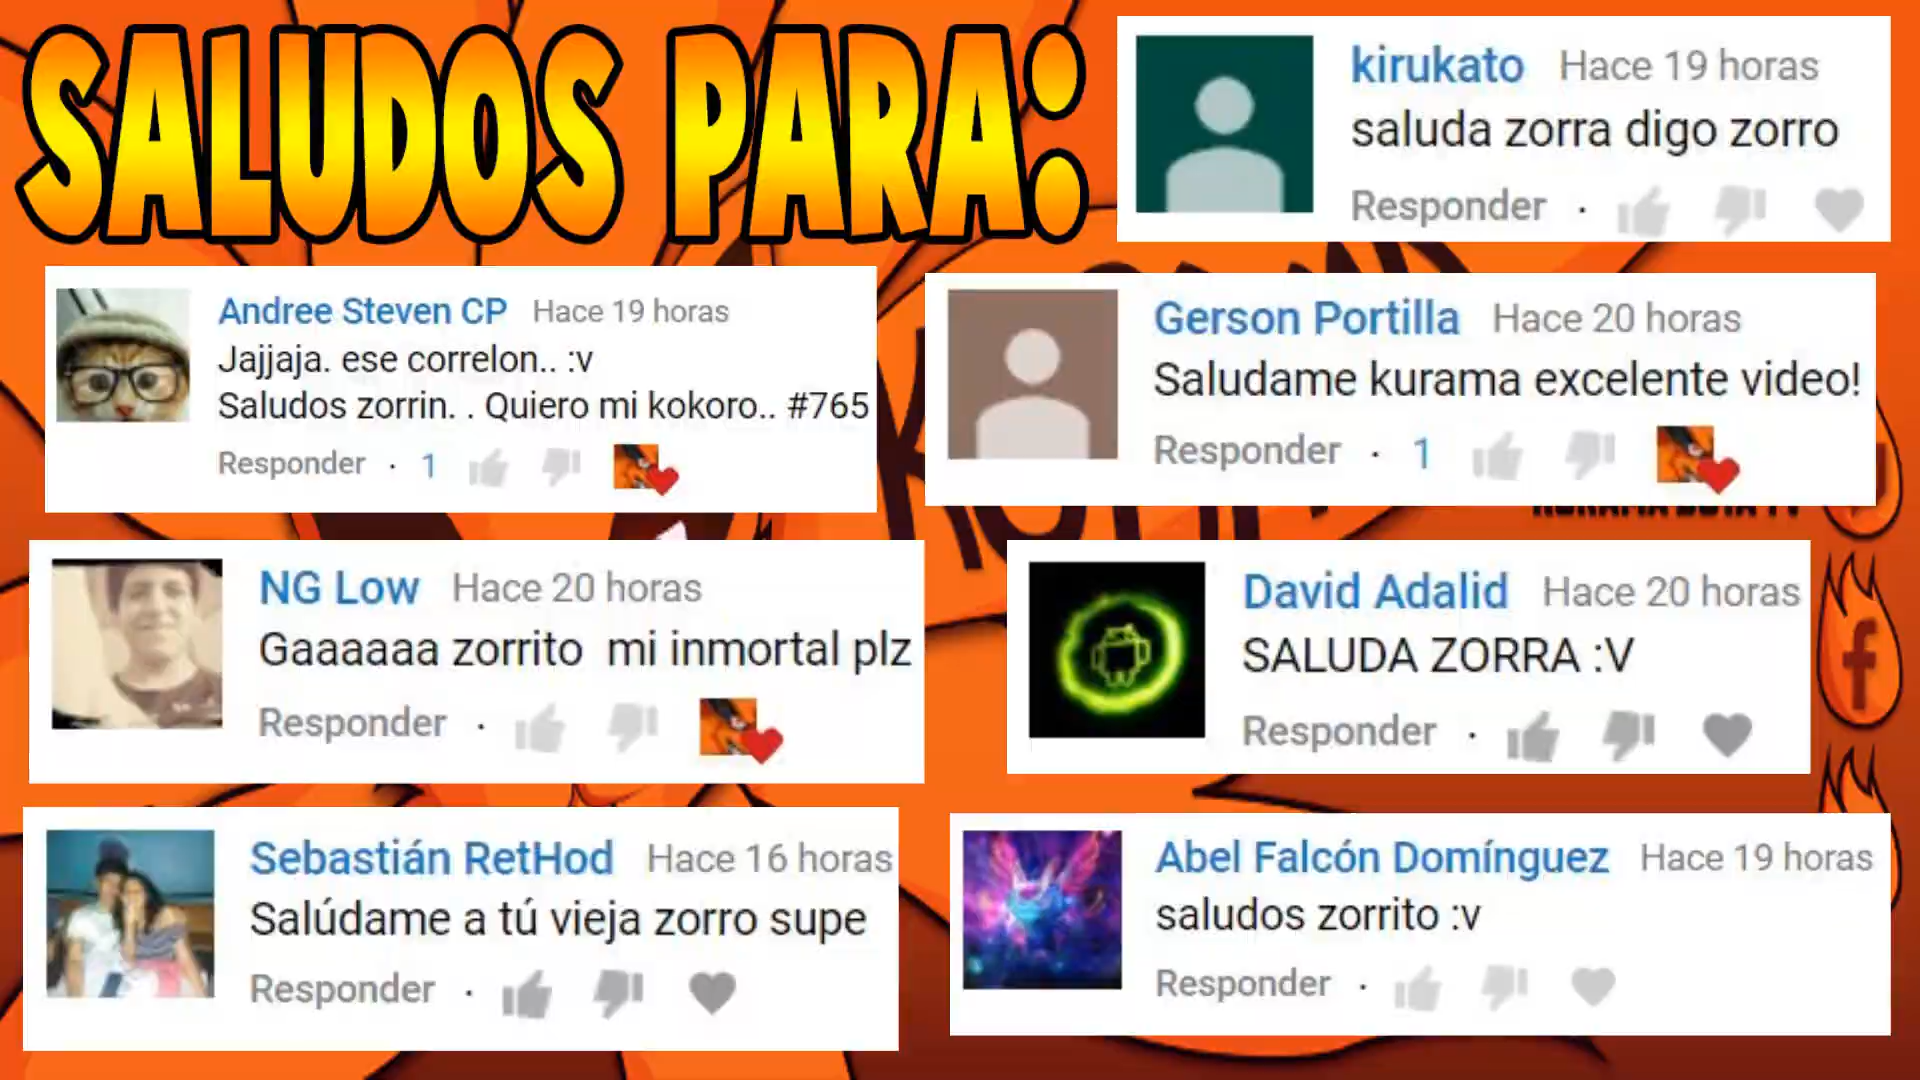 SALUDOS PARA:
kirukato Hace 19 horas
saluda zorra digo zorro
Responder ·
Andree Steven CP Hace 19 horas
Jajjaja. ese correlon.. :v
Saludos zorrin. . Quiero mi kokoro.. #765
Responder · 1
Gerson Portilla Hace 20 horas
Saludame kurama excelente video!
Responder · 1
NG Low Hace 20 horas
Gaaaaaa zorrito mi inmortal plz
Responder ·
David Adalid Hace 20 horas
SALUDA ZORRA :V
Responder ·
Sebastián RetHod Hace 16 horas
Salúdame a tú vieja zorro supe
Responder ·
Abel Falcón Domínguez Hace 19 horas
saludos zorrito :v
Responder ·